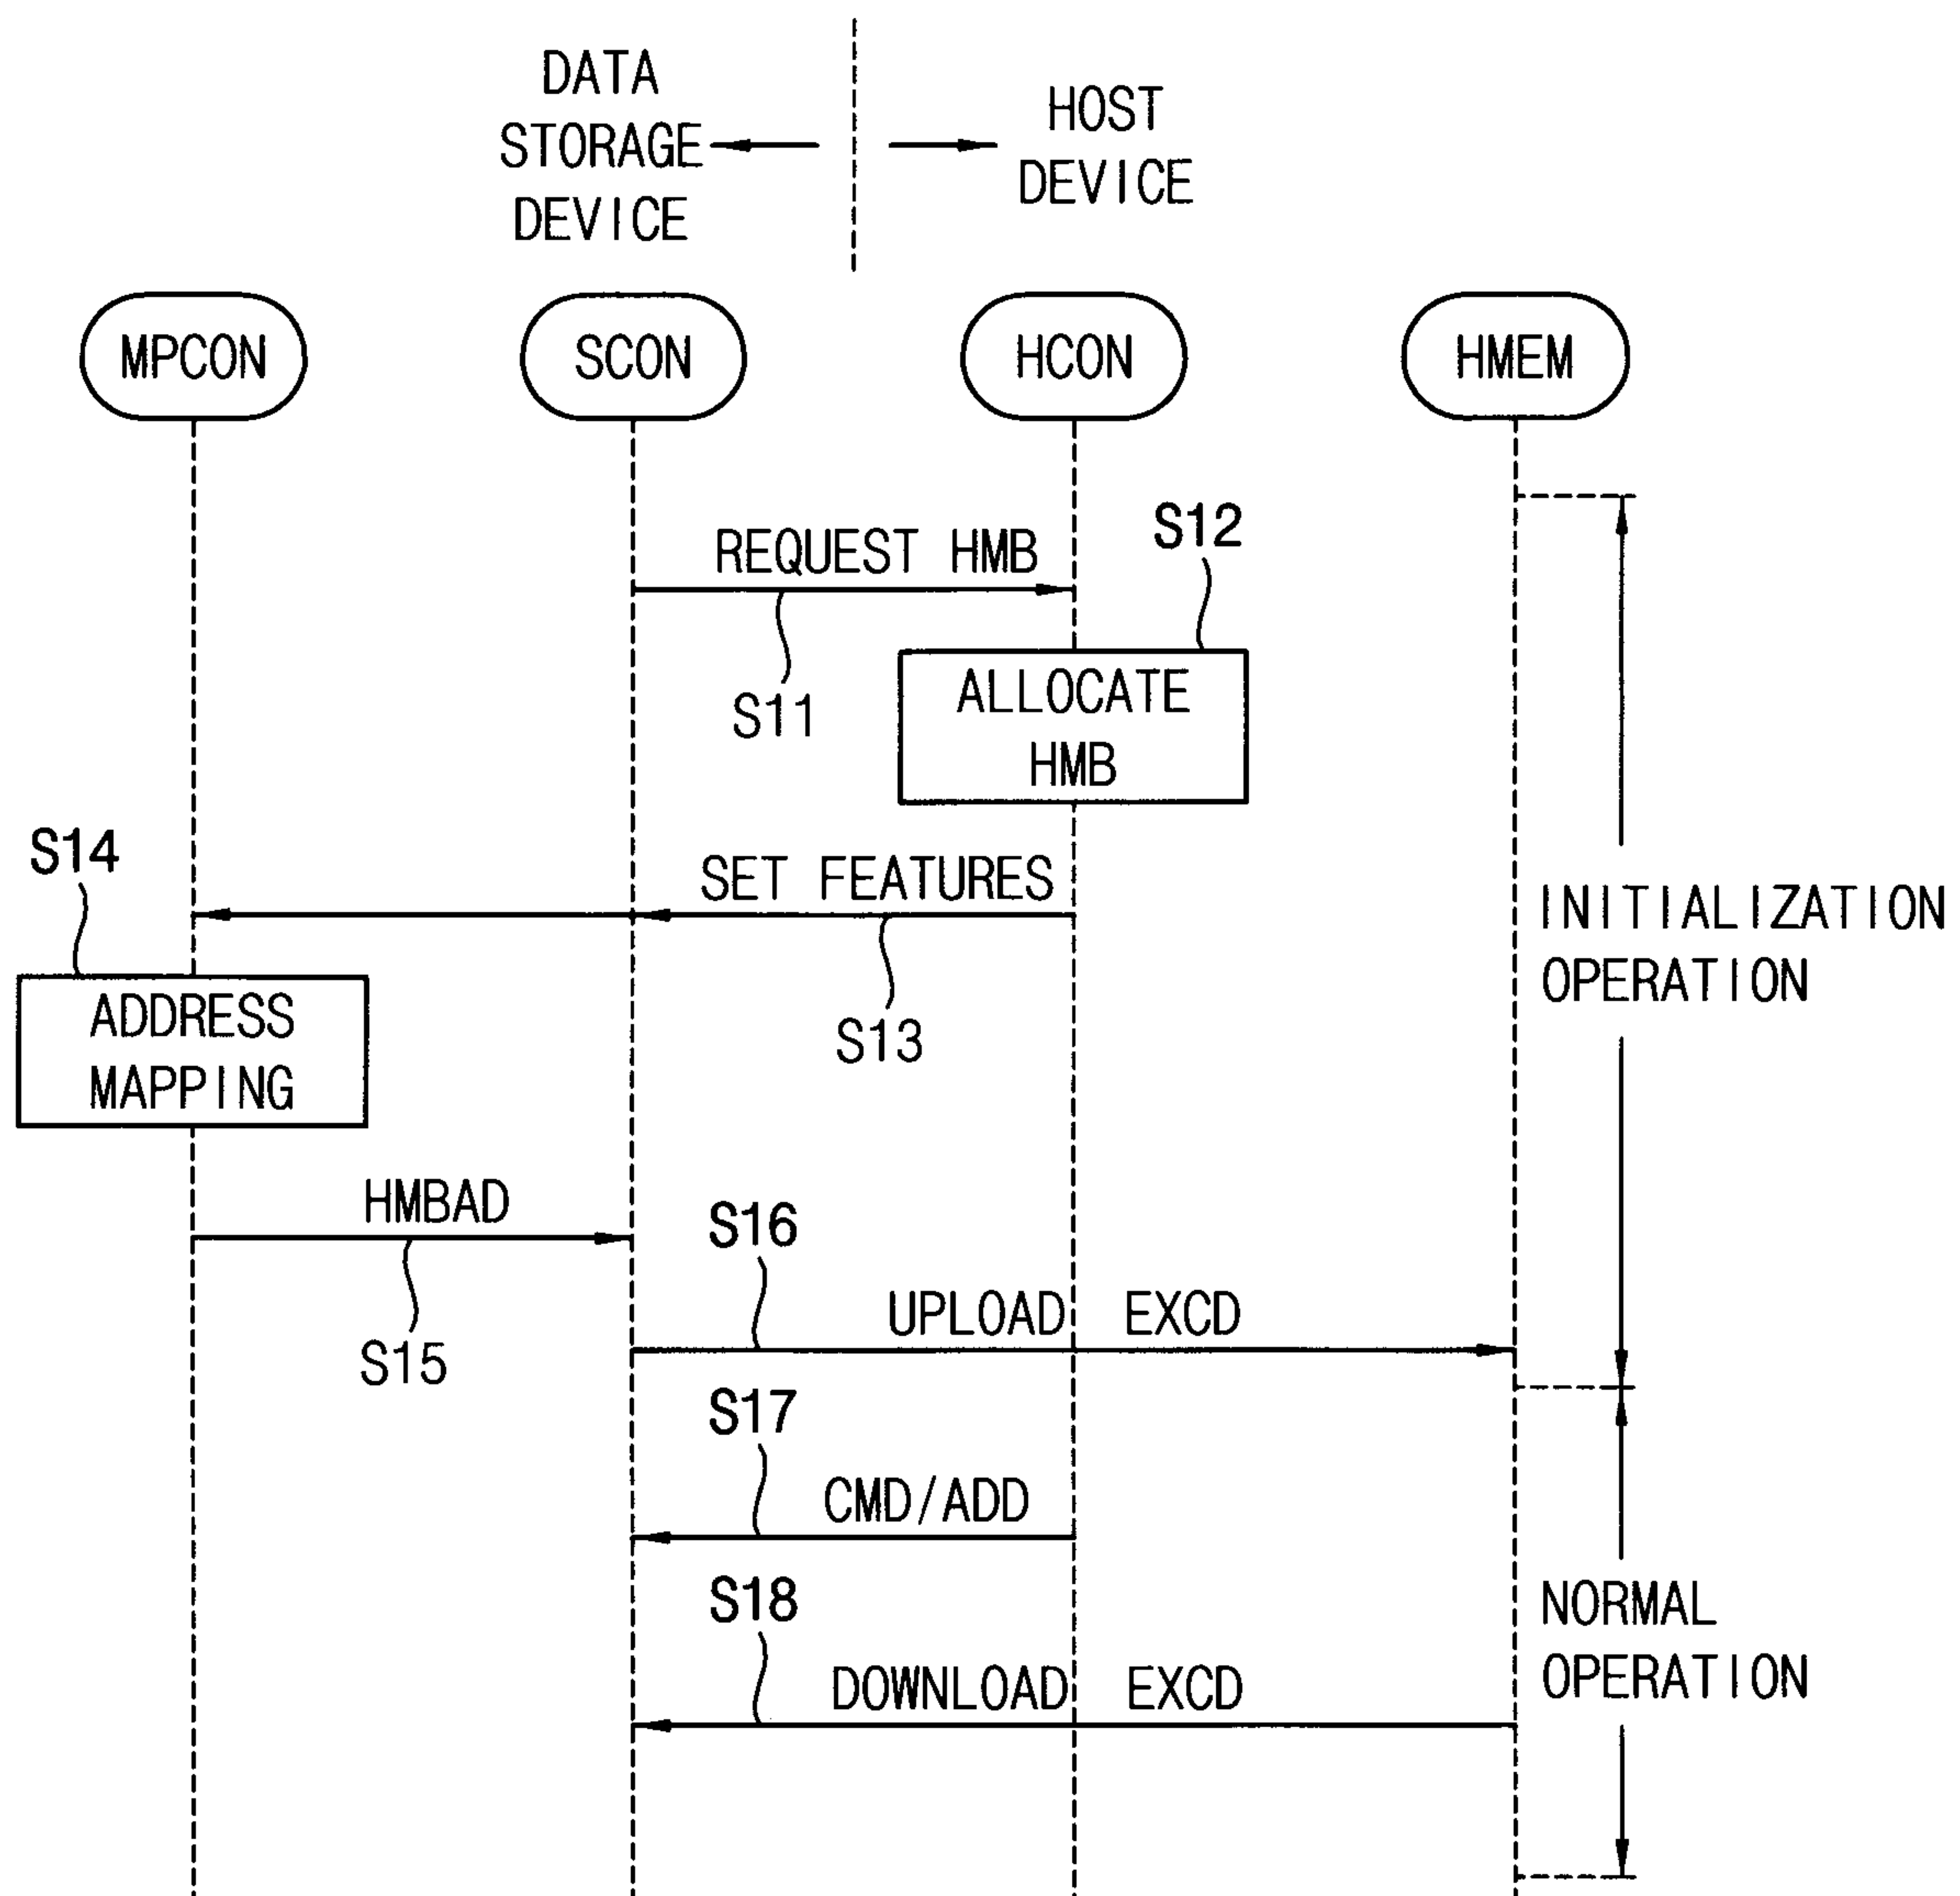 DATA
STORAGE
DEVICE
HOST
DEVICE
MPCON
SCON
HCON
HMEM
REQUEST HMB
S12
S11
ALLOCATE
HMB
S14
SET FEATURES
INITIALIZATION
OPERATION
ADDRESS
MAPPING
S13
HMBAD
S16
S15
UPLOAD EXCD
S17
CMD/ADD
S18
NORMAL
OPERATION
DOWNLOAD EXCD